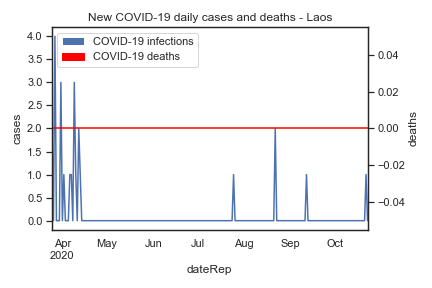 New COVID-19 daily cases and deaths - Laos
COVID-19 infections
COVID-19 deaths
4.0
3.5
3.0
2.5
2.0
1.5
1.0
0.5
0.0
cases
0.04
0.02
0.00
−0.02
−0.04
deaths
Apr May Jun Jul Aug Sep Oct
2020
dateRep